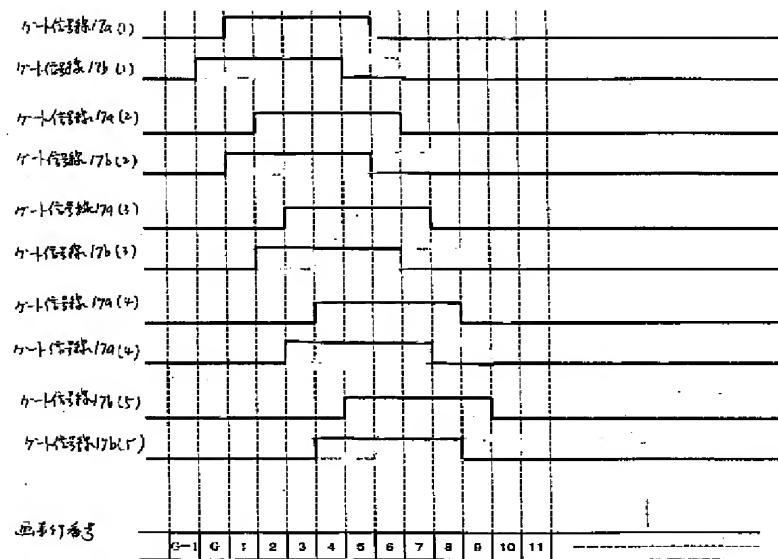 ゲート信号線17a(1)
ゲート信号線17b(1)
ゲート信号線17a(2)
ゲート信号線17b(2)
ゲート信号線17a(3)
ゲート信号線17b(3)
ゲート信号線17a(4)
ゲート信号線17a(4)
ゲート信号線17b(5)
ゲート信号線17b(5)
画素行番号
G-1 G 1 2 3 4 5 6 7 8 9 10 11